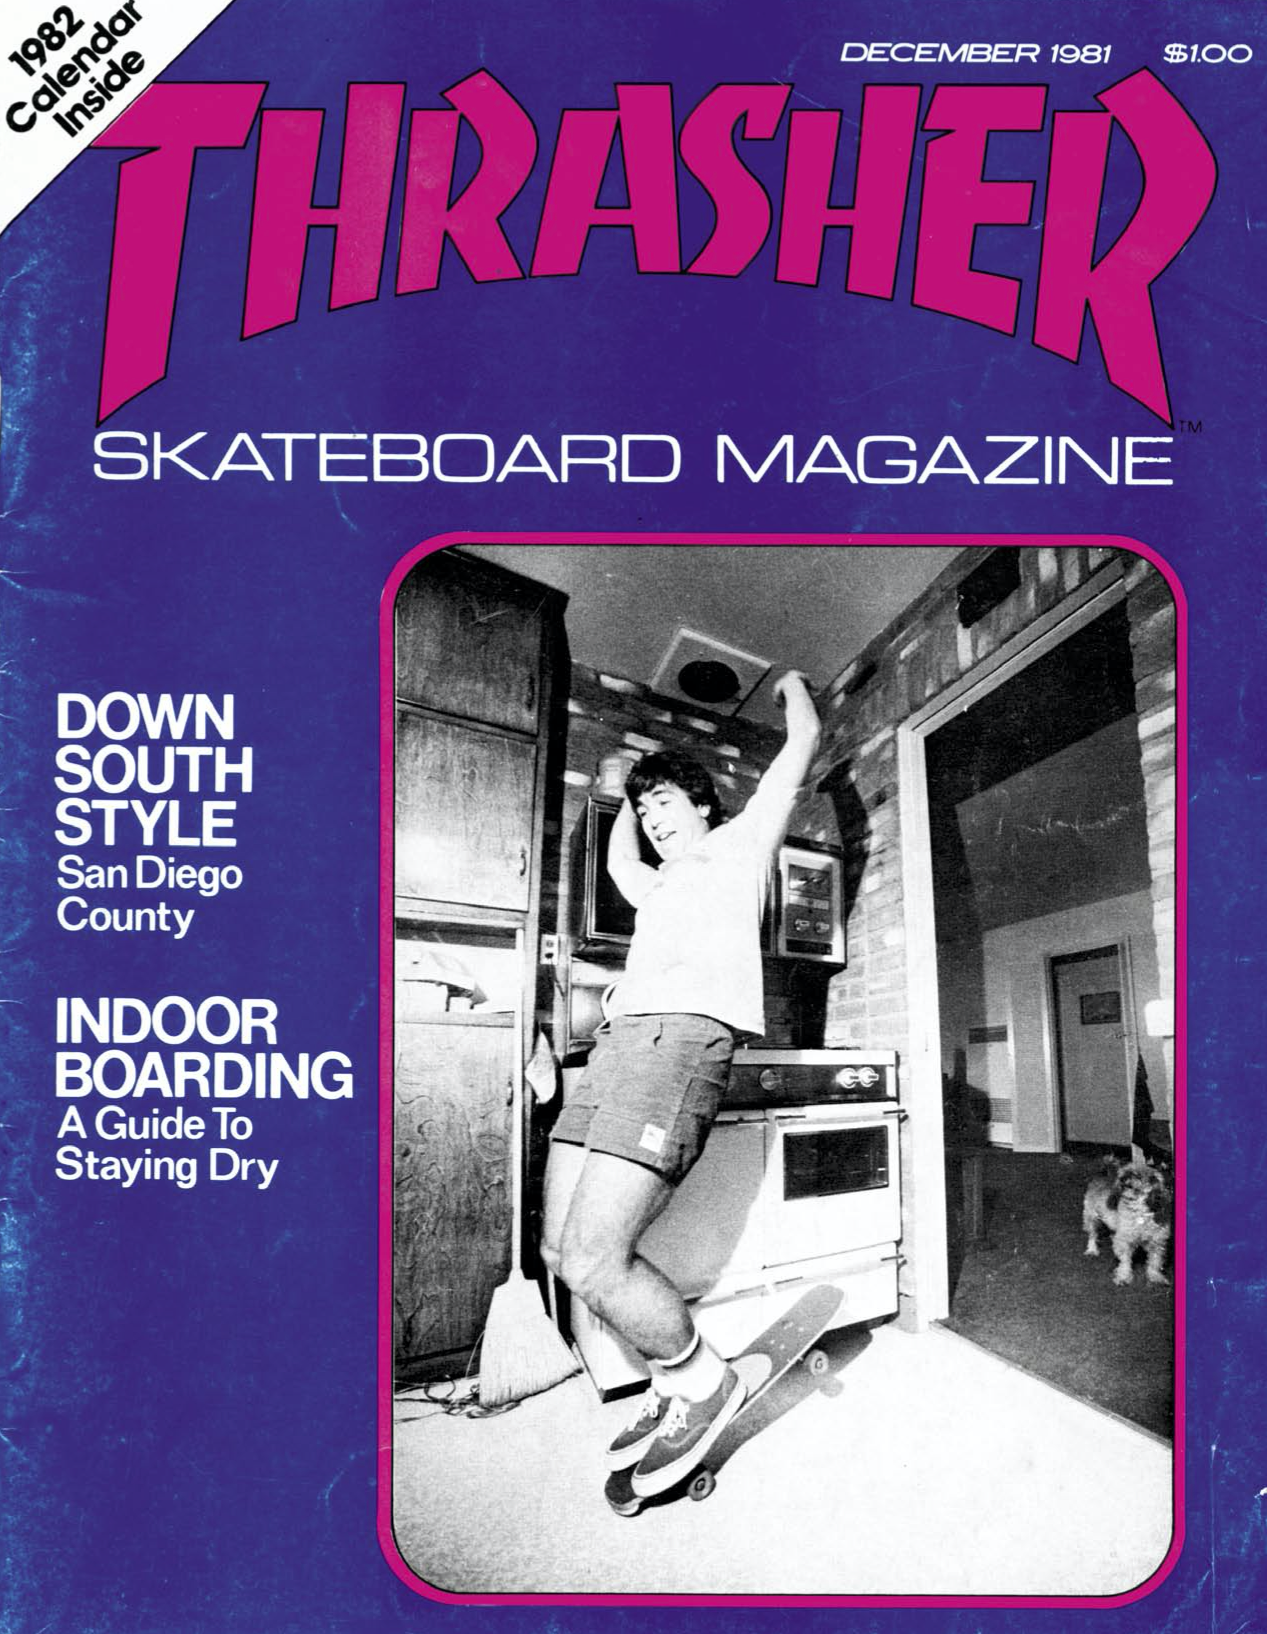 1982
Calendar
Inside
DECEMBER 1981 $1.00
THRASHER
TM
SKATEBOARD MAGAZINE
DOWN
SOUTH
STYLE
San Diego
County
INDOOR
BOARDING
A Guide To
Staying Dry